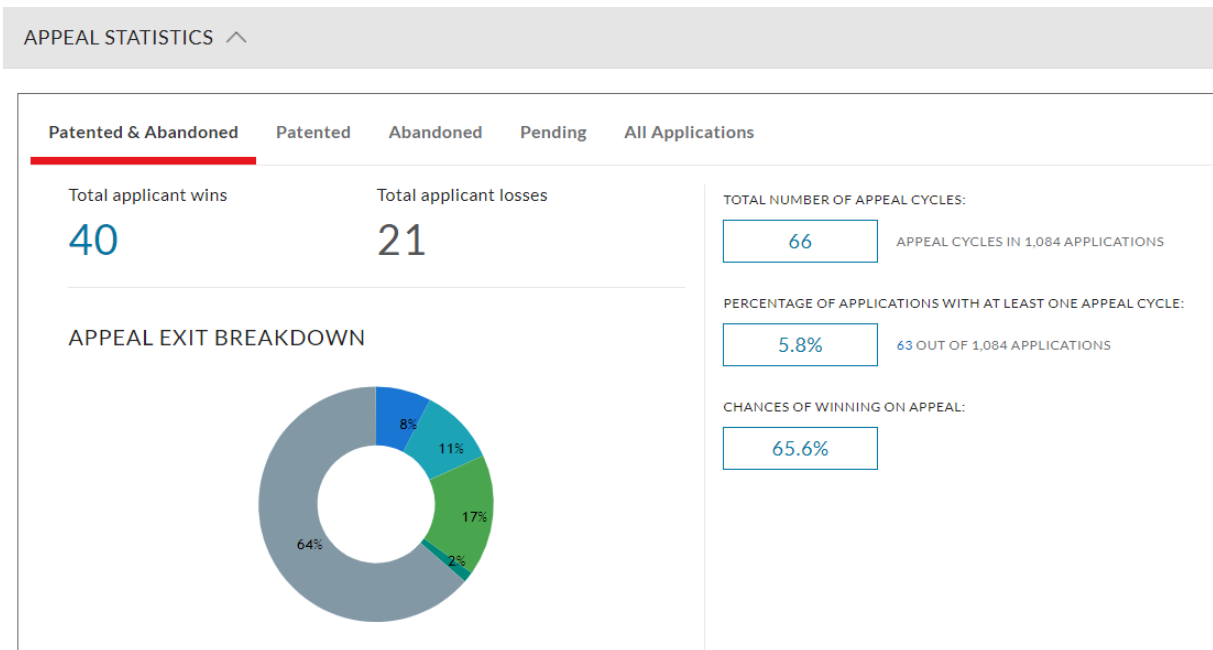 APPEAL STATISTICS
Patented & Abandoned Patented Abandoned Pending All Applications
Total applicant wins Total applicant losses
40 21
APPEAL EXIT BREAKDOWN
8%
11%
17%
2%
64%
TOTAL NUMBER OF APPEAL CYCLES:
66 APPEAL CYCLES IN 1,084 APPLICATIONS
PERCENTAGE OF APPLICATIONS WITH AT LEAST ONE APPEAL CYCLE:
5.8% 63 OUT OF 1,084 APPLICATIONS
CHANCES OF WINNING ON APPEAL:
65.6%